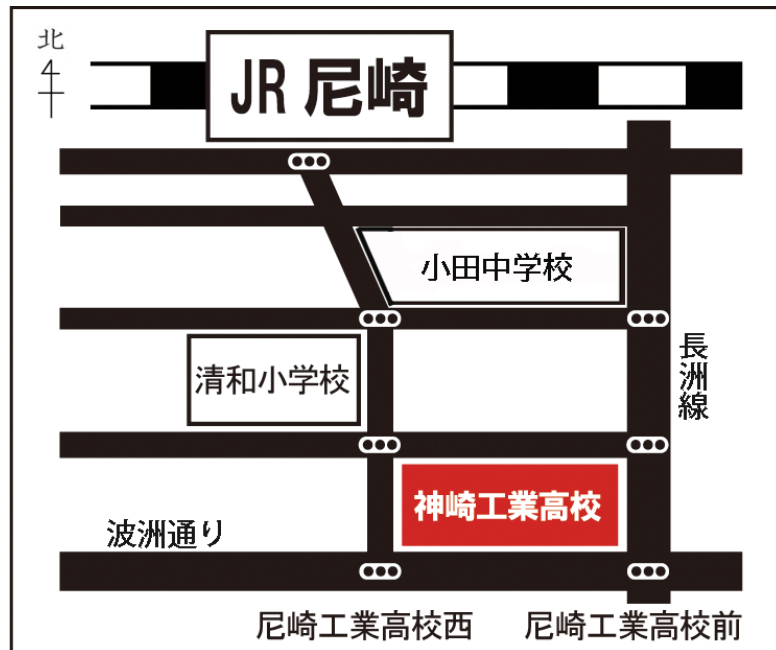 北
JR 尼崎
小田中学校
清和小学校
長洲線
神崎工業高校
波洲通り
尼崎工業高校西
尼崎工業高校前